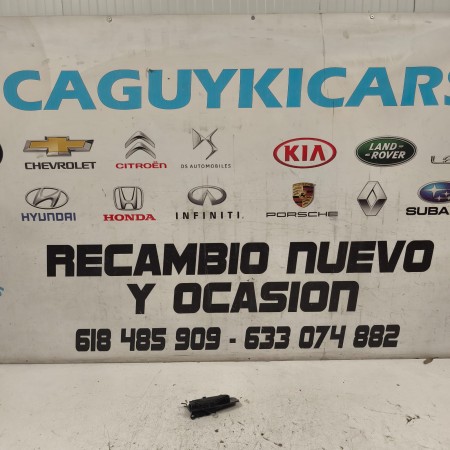 CAGUYKICARS
CHEVROLET
CITROËN
DS AUTOMOBILES
KIA
LAND-ROVER
HYUNDAI
HONDA
INFINITI
PORSCHE
SUBA
RECAMBIO NUEVO
Y OCASION
618 485 909 - 633 074 882